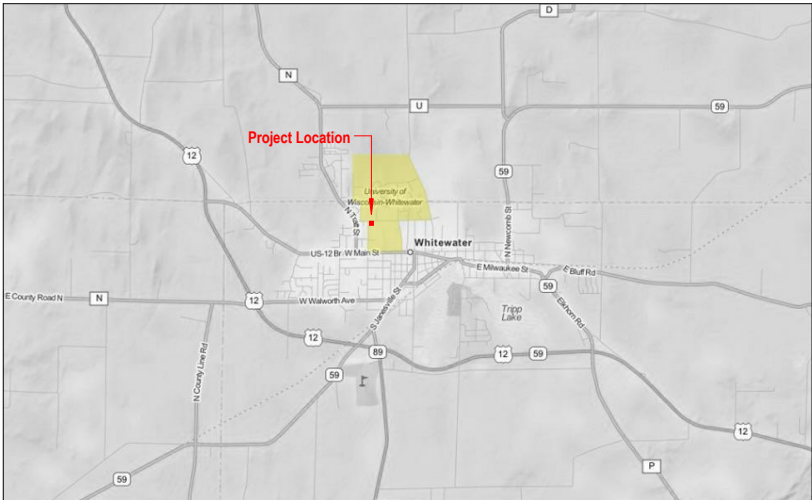 D
N
U
59
Project Location
12
59
University of
Wisconsin-Whitewater
N Tratt St
N Newcomb St
Whitewater
US-12 Br W Main St
E Milwaukee St
E Bluff Rd
E County Road N
N
12
W Walworth Ave
59
S Janesville St
Tripp
Lake
Elkhorn Rd
12
N County Line Rd
89
12
59
59
12
P
59